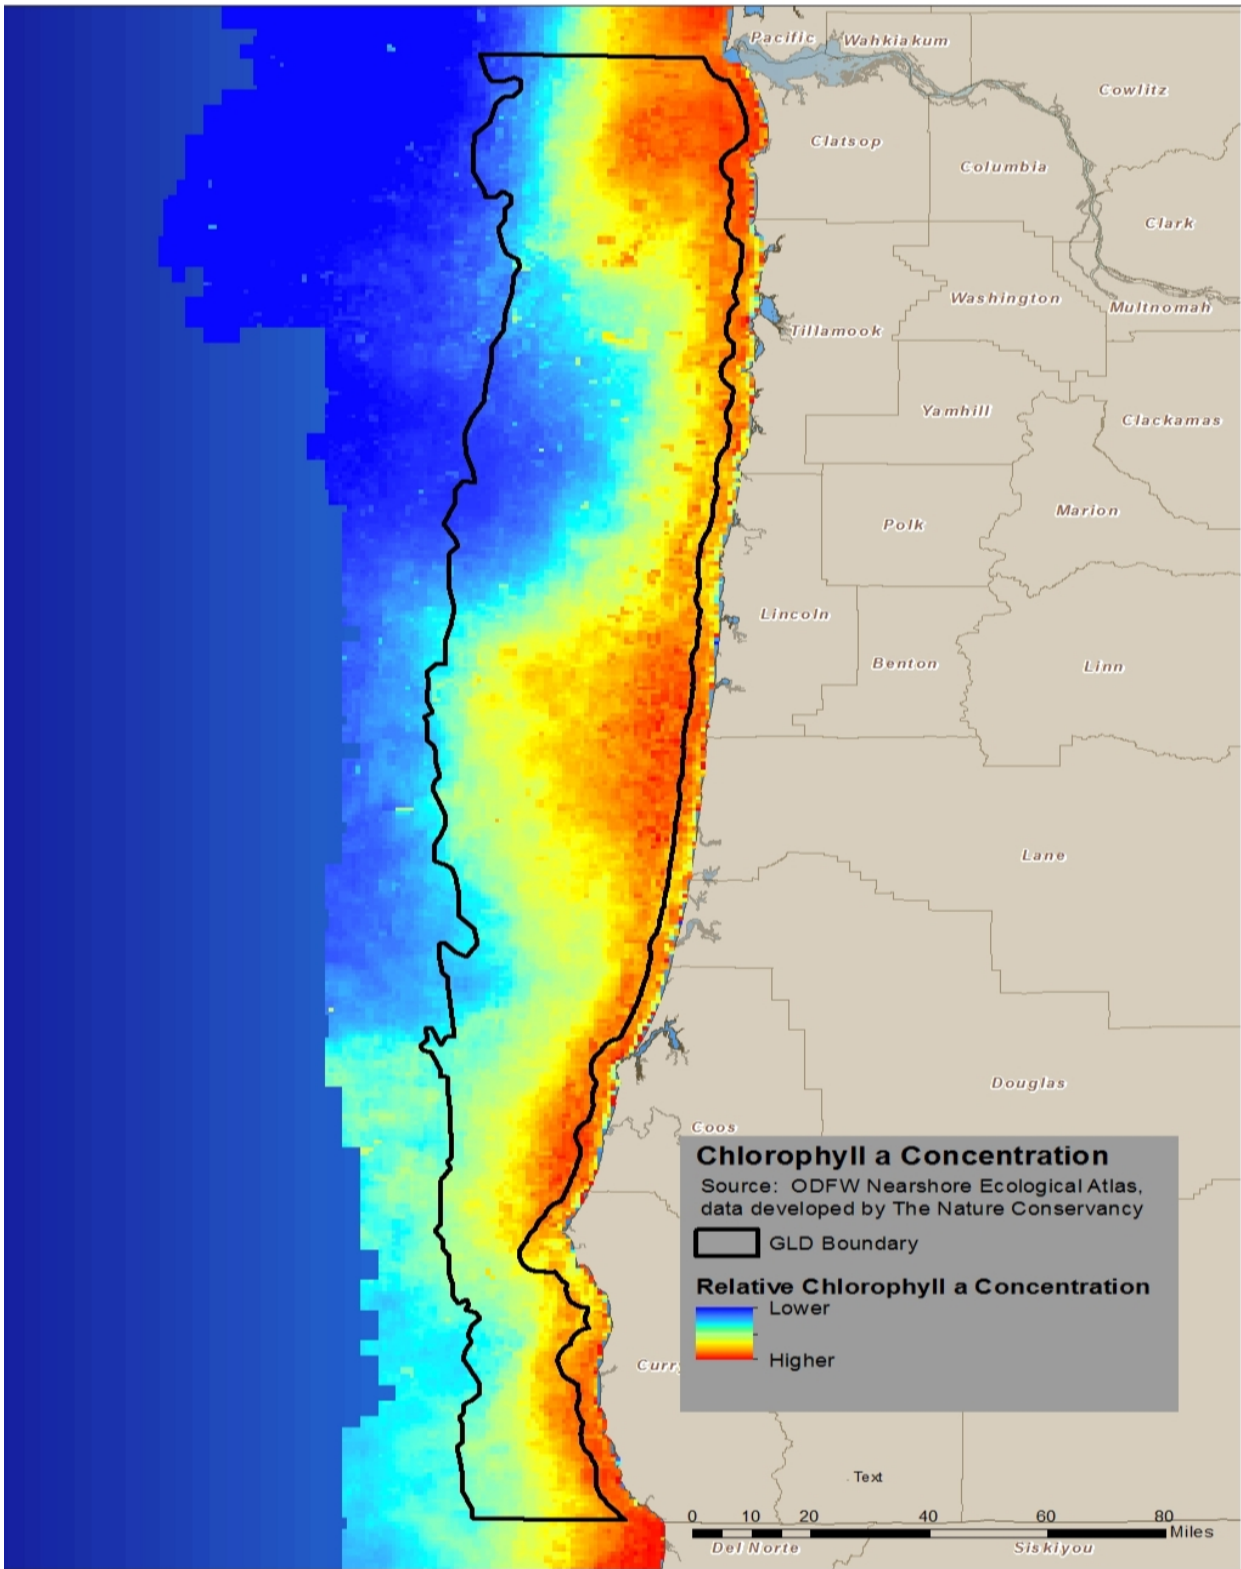 Pacific
Wahkiakum
Cowlitz
Clatsop
Columbia
Clark
Washington
Multnomah
Tillamook
Yamhill
Clackamas
Polk
Marion
Lincoln
Benton
Linn
Lane
Douglas
Coos
Chlorophyll a Concentration
Source: ODFW Nearshore Ecological Atlas,
data developed by The Nature Conservancy
GLD Boundary
Relative Chlorophyll a Concentration
Lower
Higher
Curry
Text
0 10 20 40 60 80
Miles
Del Norte
Siskiyou